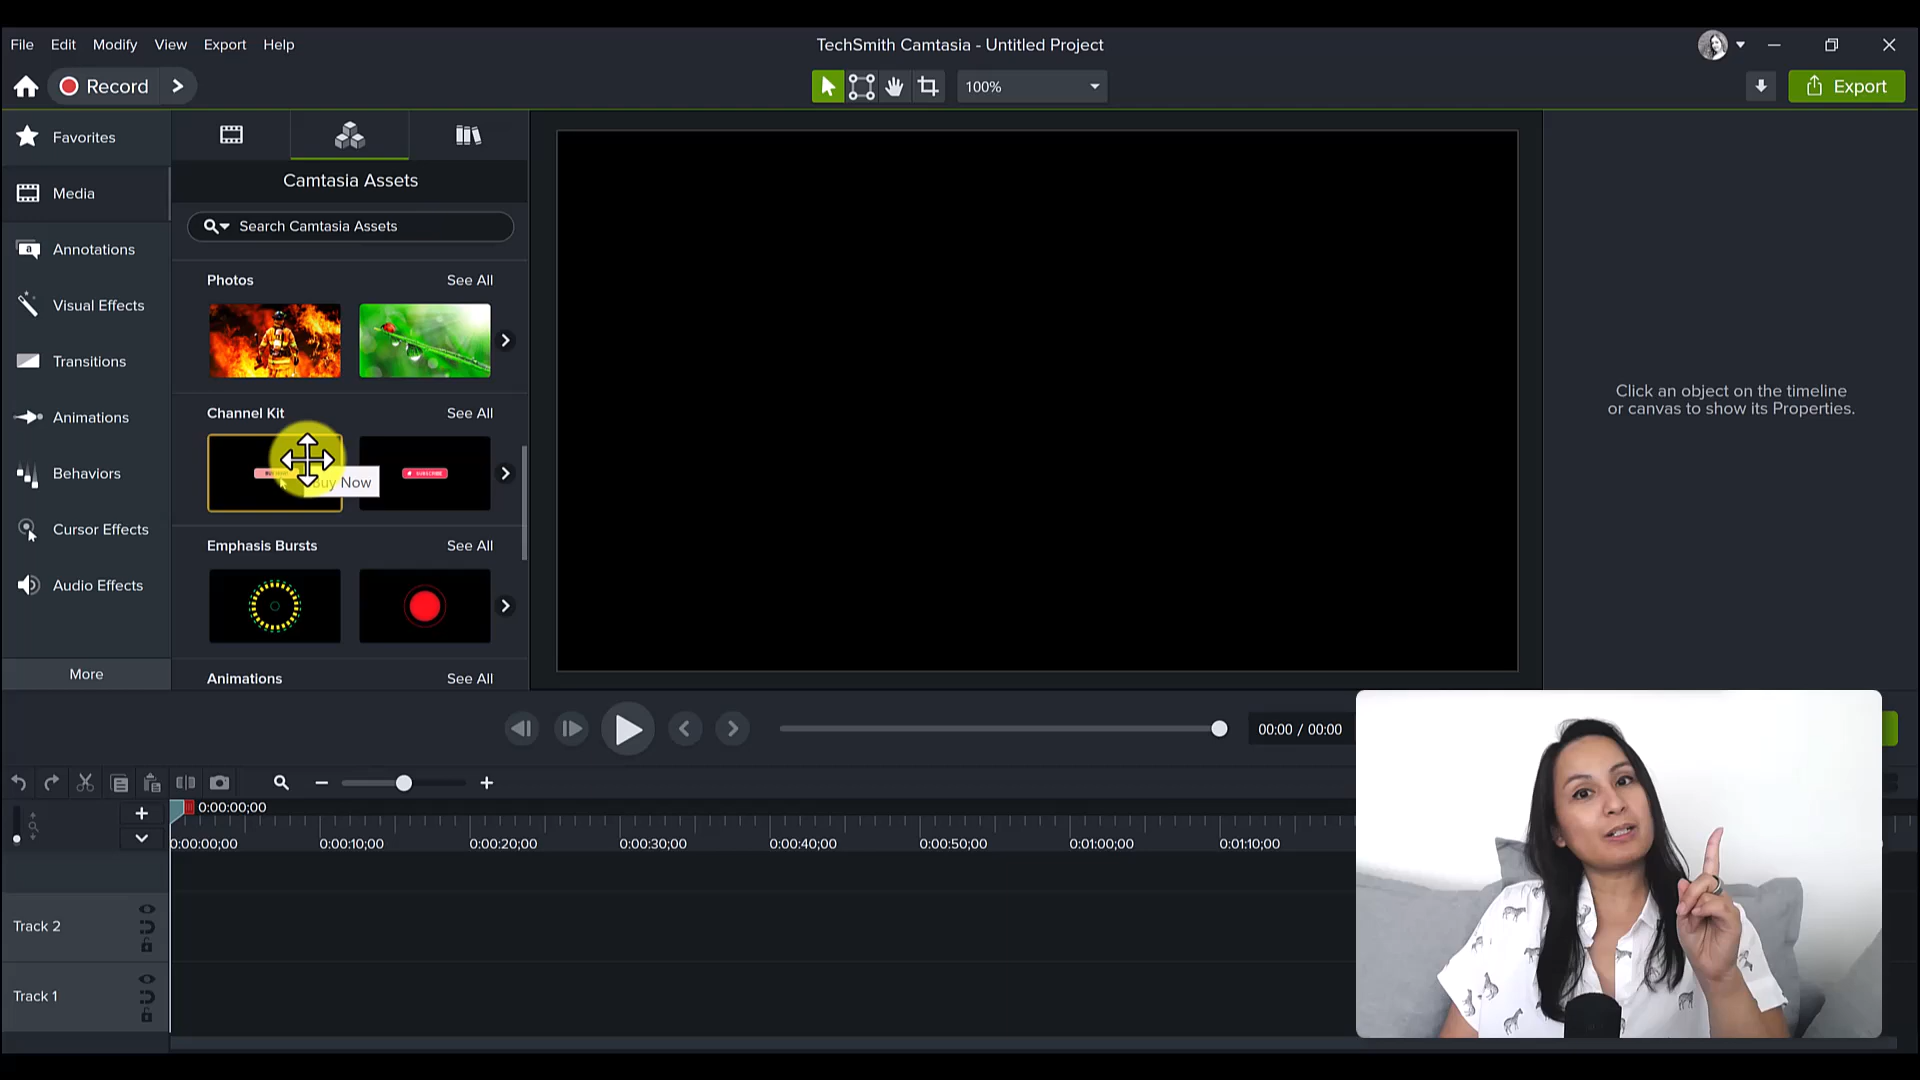 File Edit Modify View Export Help
TechSmith Camtasia - Untitled Project
Record
100%
Export
Favorites
Media
Annotations
Visual Effects
Transitions
Animations
Behaviors
Cursor Effects
Audio Effects
More
Camtasia Assets
Search Camtasia Assets
Photos See All
Channel Kit See All
SUBSCRIBE
Buy Now
Emphasis Bursts See All
Animations See All
Click an object on the timeline
or canvas to show its Properties.
00:00 / 00:00
0:00:00;00
0:00:00;00 0:00:10;00 0:00:20;00 0:00:30;00 0:00:40;00 0:00:50;00 0:01:00;00 0:01:10;00
Track 2
Track 1